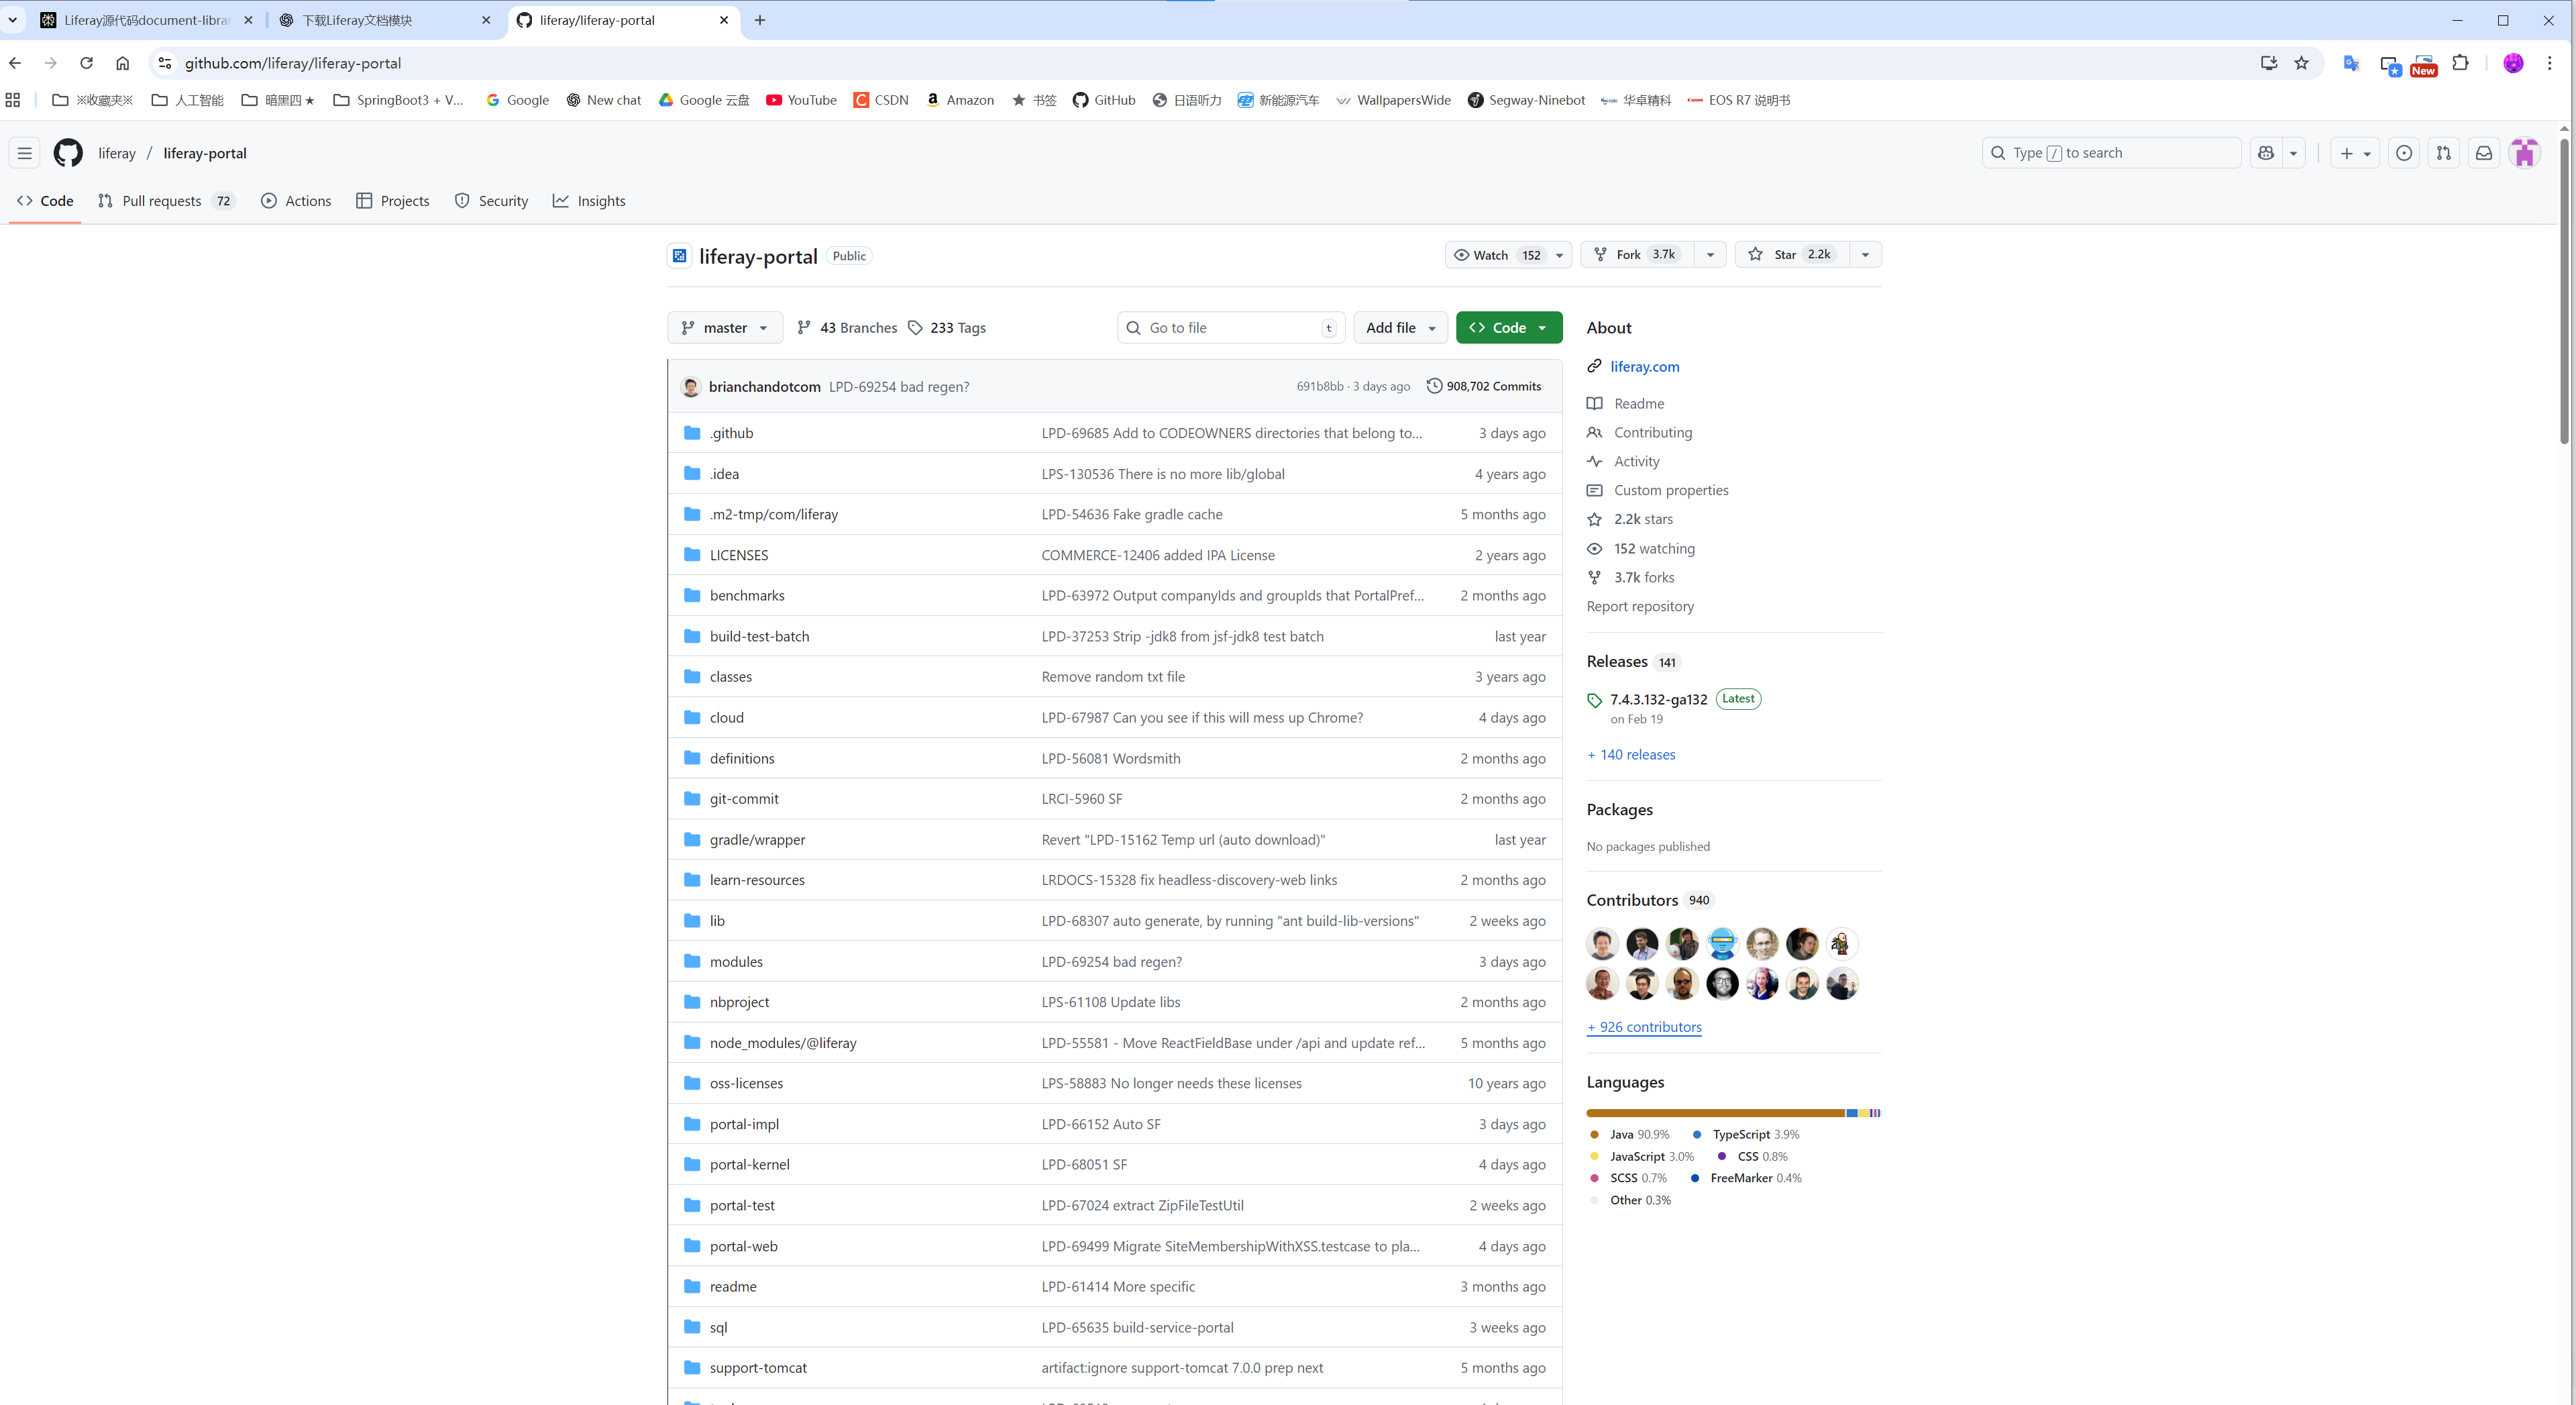 Liferay源代码document-libra
下载Liferay文档模块
liferay/liferay-portal
github.com/liferay/liferay-portal
New
※收藏夹※
人工智能
暗黑四 ★
SpringBoot3 + V...
Google
New chat
Google 云盘
YouTube
CSDN
Amazon
书签
GitHub
日语听力
新能源汽车
WallpapersWide
Segway-Ninebot
华卓精科
EOS R7 说明书
liferay / liferay-portal
Type / to search
Code
Pull requests 72
Actions
Projects
Security
Insights
liferay-portal Public
Watch 152
Fork 3.7k
Star 2.2k
master
43 Branches
233 Tags
Go to file t
Add file
Code
brianchandotcom LPD-69254 bad regen? 691b8bb · 3 days ago 908,702 Commits
.github LPD-69685 Add to CODEOWNERS directories that belong to... 3 days ago
.idea LPS-130536 There is no more lib/global 4 years ago
.m2-tmp/com/liferay LPD-54636 Fake gradle cache 5 months ago
LICENSES COMMERCE-12406 added IPA License 2 years ago
benchmarks LPD-63972 Output companyIds and groupIds that PortalPref... 2 months ago
build-test-batch LPD-37253 Strip -jdk8 from jsf-jdk8 test batch last year
classes Remove random txt file 3 years ago
cloud LPD-67987 Can you see if this will mess up Chrome? 4 days ago
definitions LPD-56081 Wordsmith 2 months ago
git-commit LRCI-5960 SF 2 months ago
gradle/wrapper Revert "LPD-15162 Temp url (auto download)" last year
learn-resources LRDOCS-15328 fix headless-discovery-web links 2 months ago
lib LPD-68307 auto generate, by running "ant build-lib-versions" 2 weeks ago
modules LPD-69254 bad regen? 3 days ago
nbproject LPS-61108 Update libs 2 months ago
node_modules/@liferay LPD-55581 - Move ReactFieldBase under /api and update ref... 5 months ago
oss-licenses LPS-58883 No longer needs these licenses 10 years ago
portal-impl LPD-66152 Auto SF 3 days ago
portal-kernel LPD-68051 SF 4 days ago
portal-test LPD-67024 extract ZipFileTestUtil 2 weeks ago
portal-web LPD-69499 Migrate SiteMembershipWithXSS.testcase to pla... 4 days ago
readme LPD-61414 More specific 3 months ago
sql LPD-65635 build-service-portal 3 weeks ago
support-tomcat artifact:ignore support-tomcat 7.0.0 prep next 5 months ago
About
liferay.com
Readme
Contributing
Activity
Custom properties
2.2k stars
152 watching
3.7k forks
Report repository
Releases 141
7.4.3.132-ga132 Latest
on Feb 19
+ 140 releases
Packages
No packages published
Contributors 940
+ 926 contributors
Languages
Java 90.9% TypeScript 3.9%
JavaScript 3.0% CSS 0.8%
SCSS 0.7% FreeMarker 0.4%
Other 0.3%